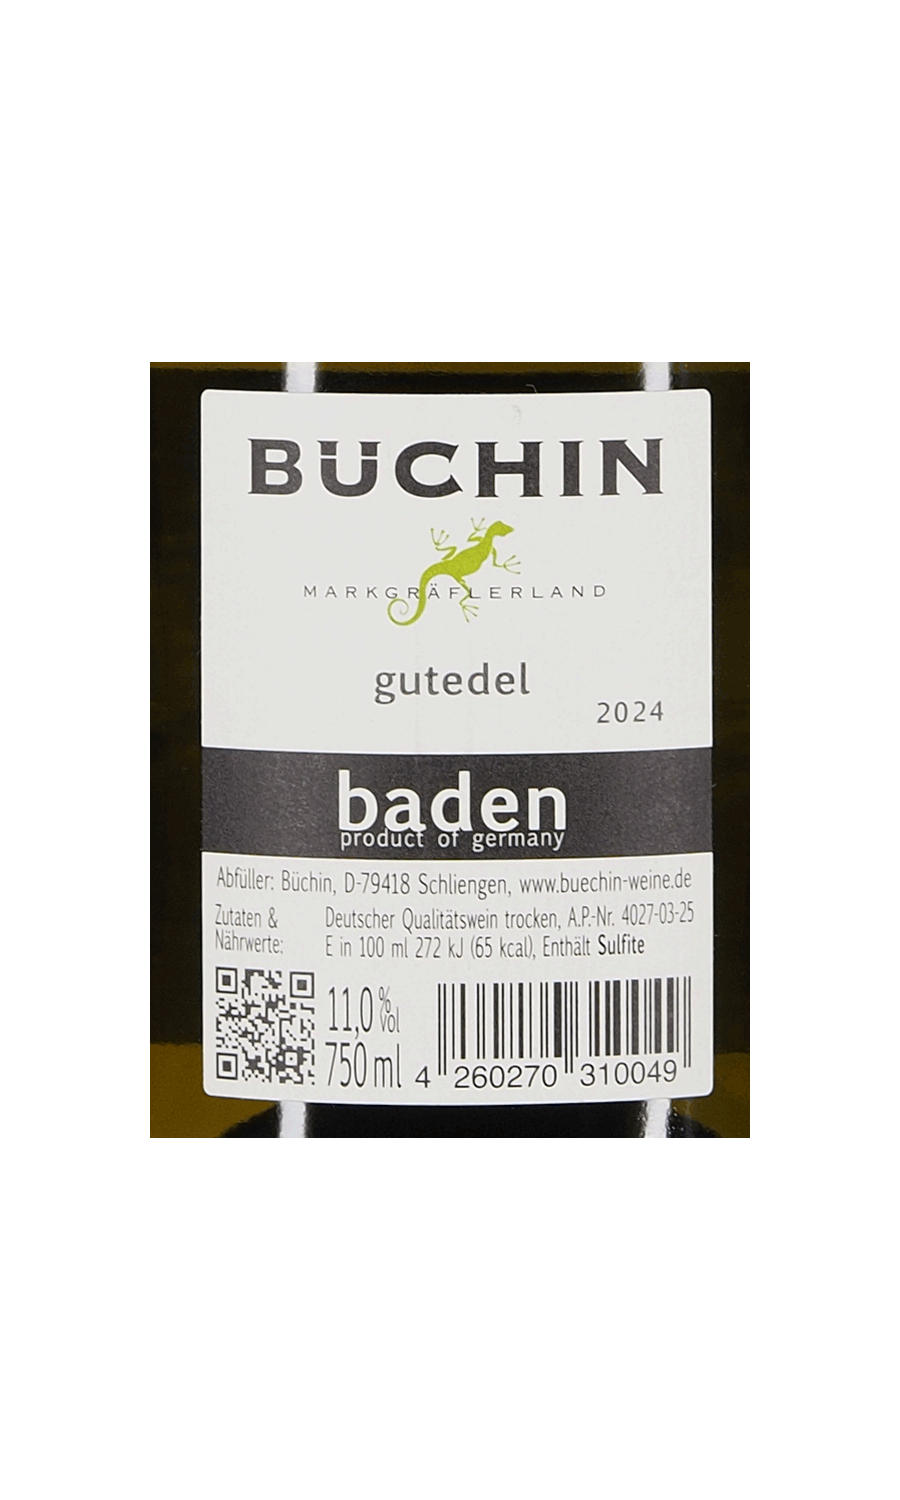 BÜCHIN
MARKGRÄFLERLAND
gutedel
2024
baden
product of germany
Abfüller: Büchin, D-79418 Schliengen, www.buechin-weine.de
Zutaten & Nährwerte:
Deutscher Qualitätswein trocken, A.P.-Nr. 4027-03-25
E in 100 ml 272 kJ (65 kcal), Enthält Sulfite
11,0 % vol
750 ml
4 260270 310049